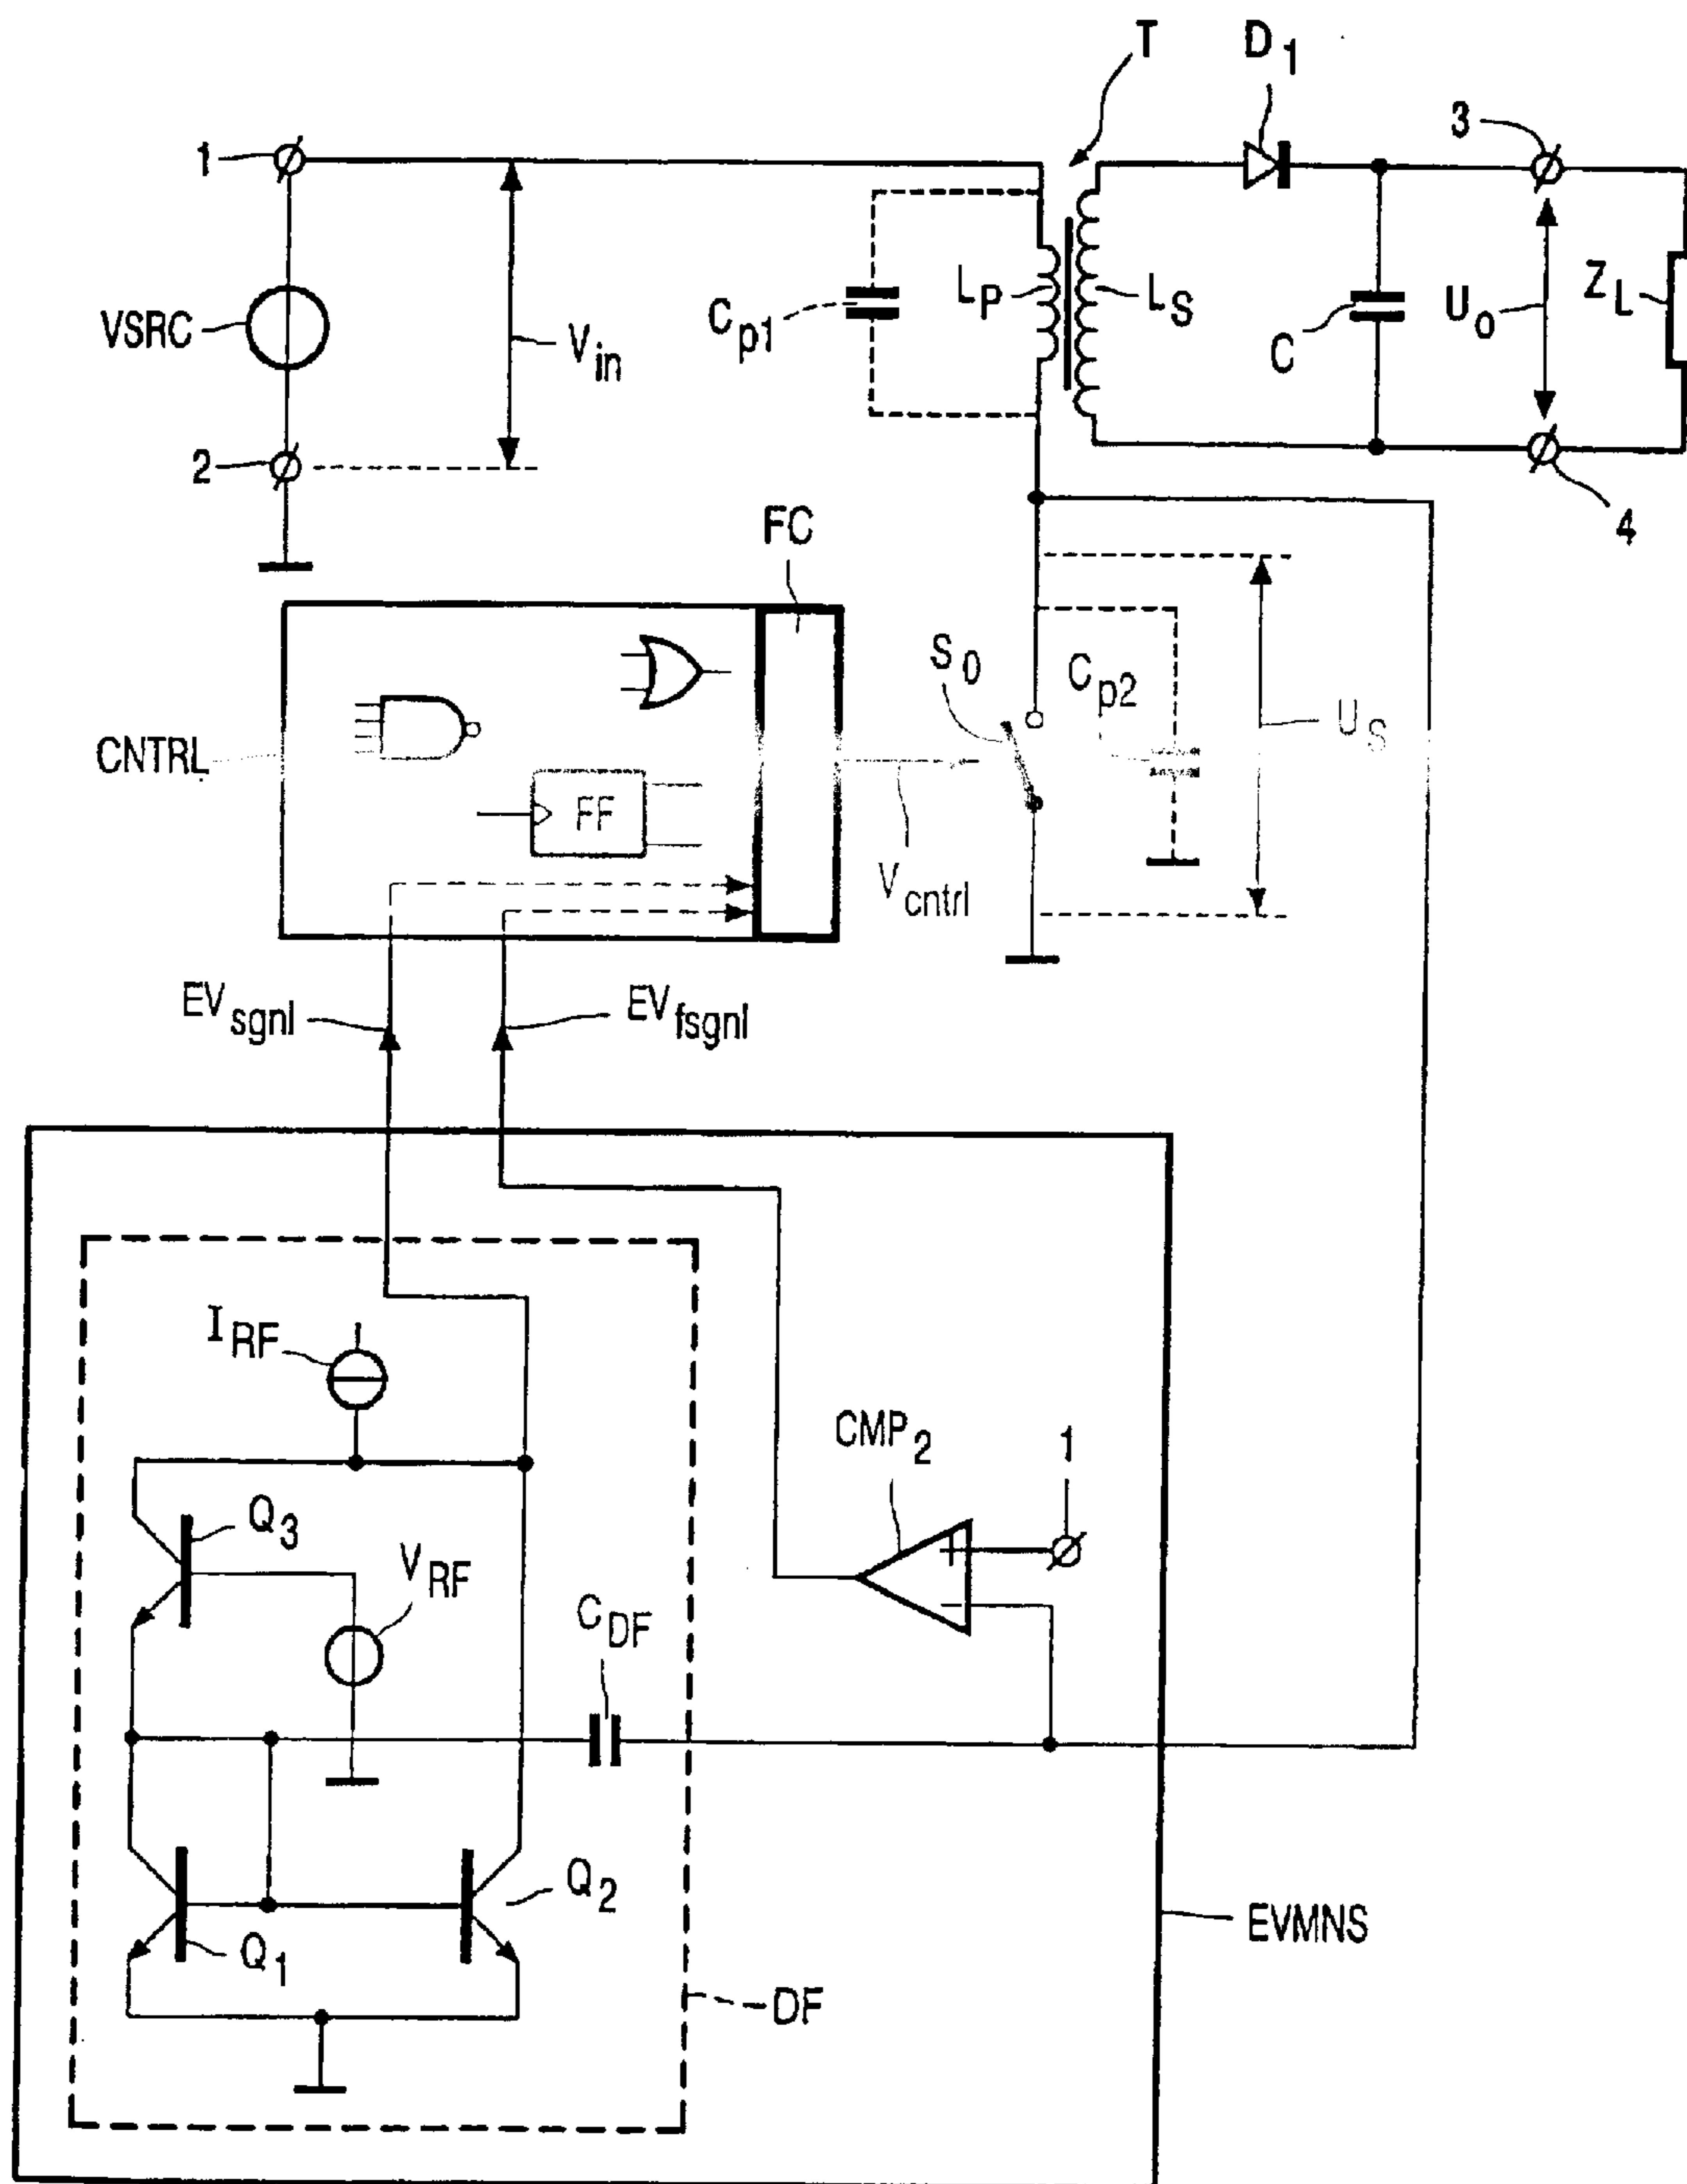 T
D1
1
3
VSRC
Vin
Cp1
LP
LS
C
Uo
ZL
2
4
FC
S0
Cp2
US
CNTRL
FF
Vcntrl
EVsgnl
EVfsgnl
IRF
CMP2
1
Q3
VRF
CDF
+
−
Q2
Q1
EVMNS
DF